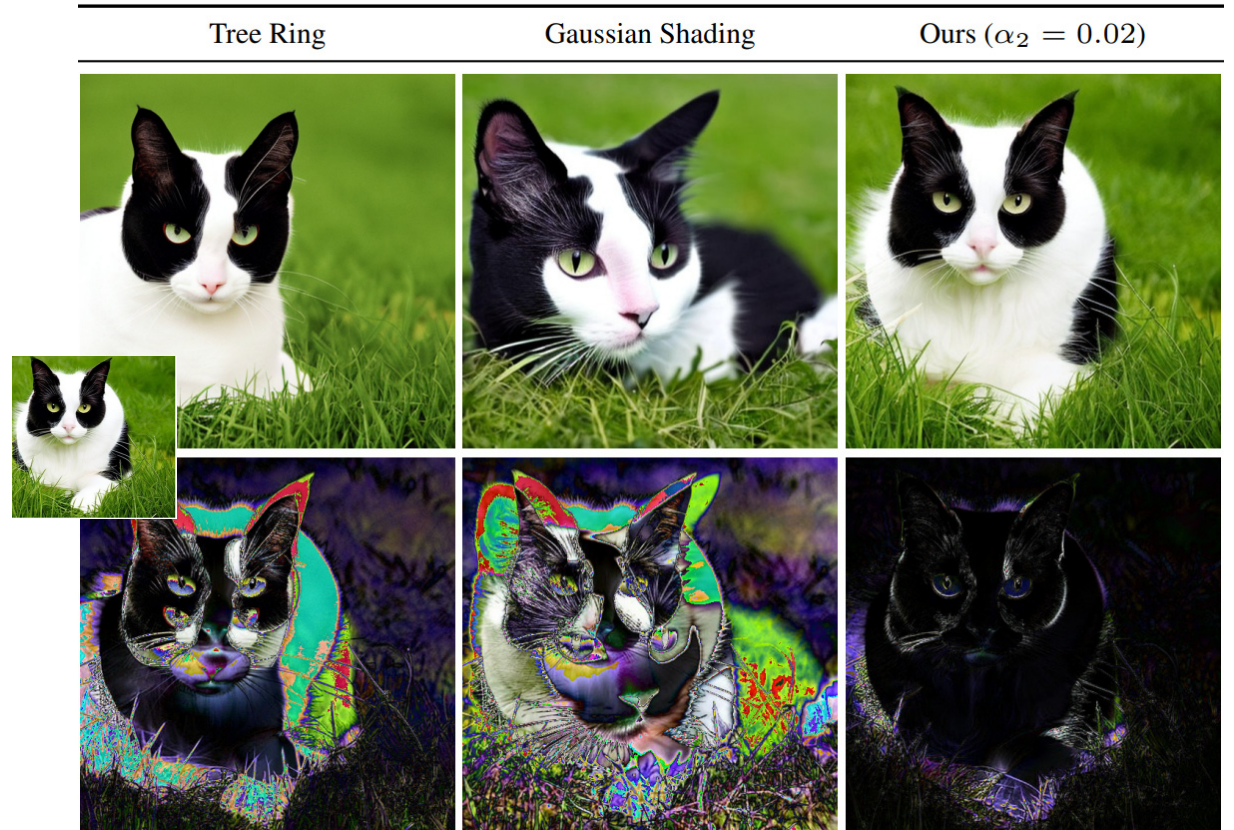 Tree Ring
Gaussian Shading
Ours (α₂ = 0.02)